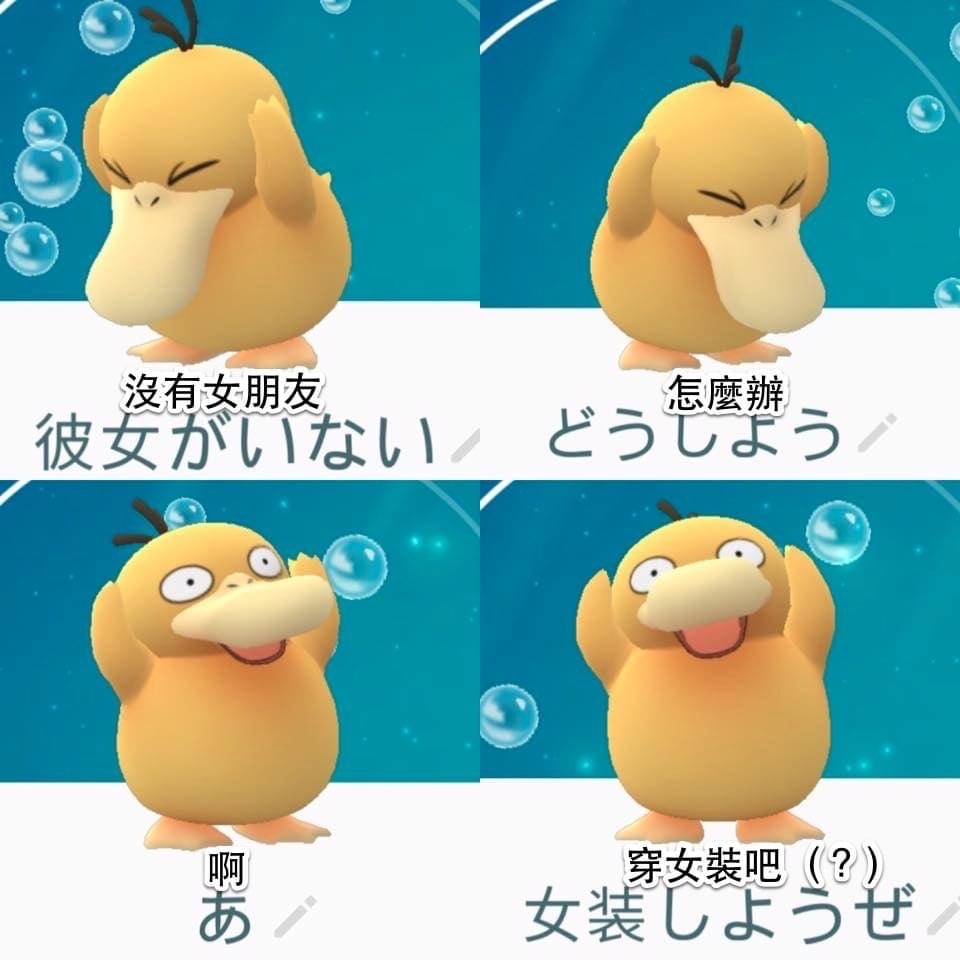 沒有女朋友
彼女がいない
怎麼辦
どうしよう
啊
あ
穿女裝吧（？）
女装しようぜ